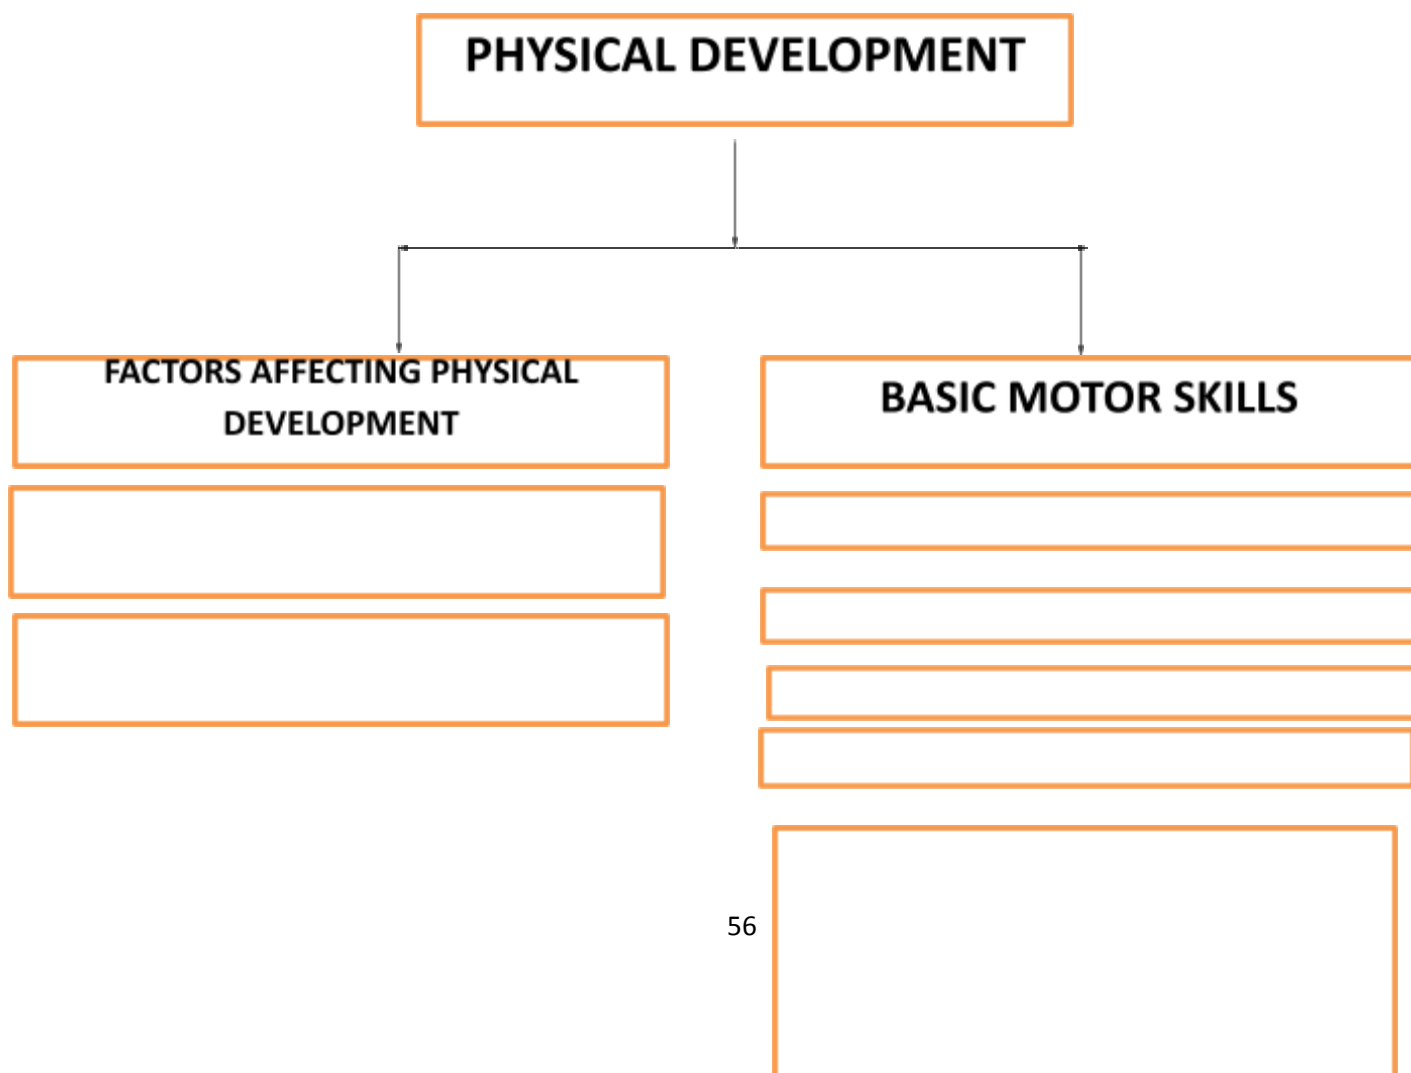 PHYSICAL DEVELOPMENT
FACTORS AFFECTING PHYSICAL
DEVELOPMENT
BASIC MOTOR SKILLS
56